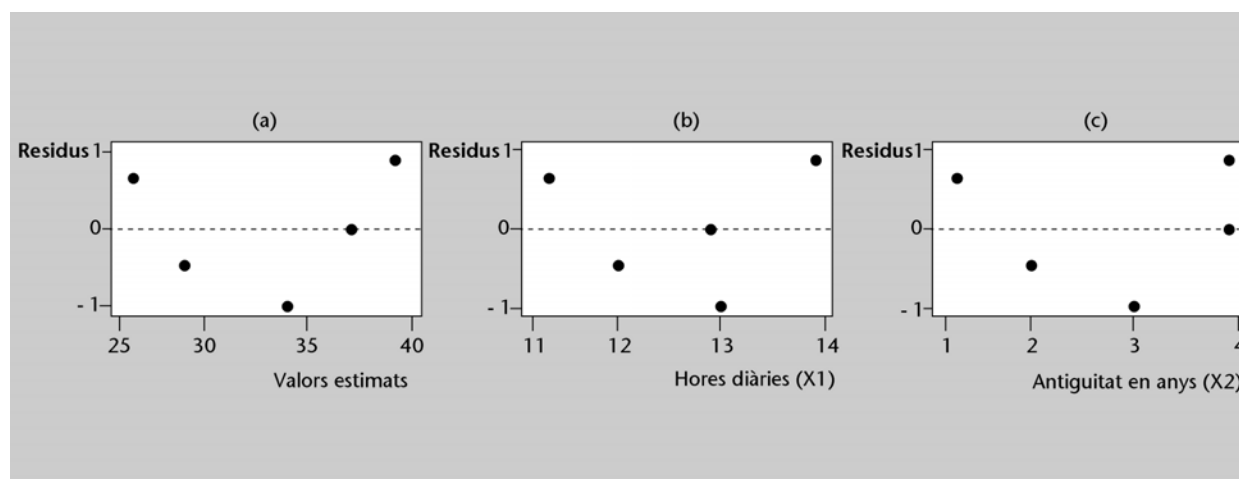 (a)
Residus 1
0
- 1
25 30 35 40
Valors estimats
(b)
Residus 1
0
- 1
11 12 13 14
Hores diàries (X1)
(c)
Residus 1
0
- 1
1 2 3 4
Antiguitat en anys (X2)